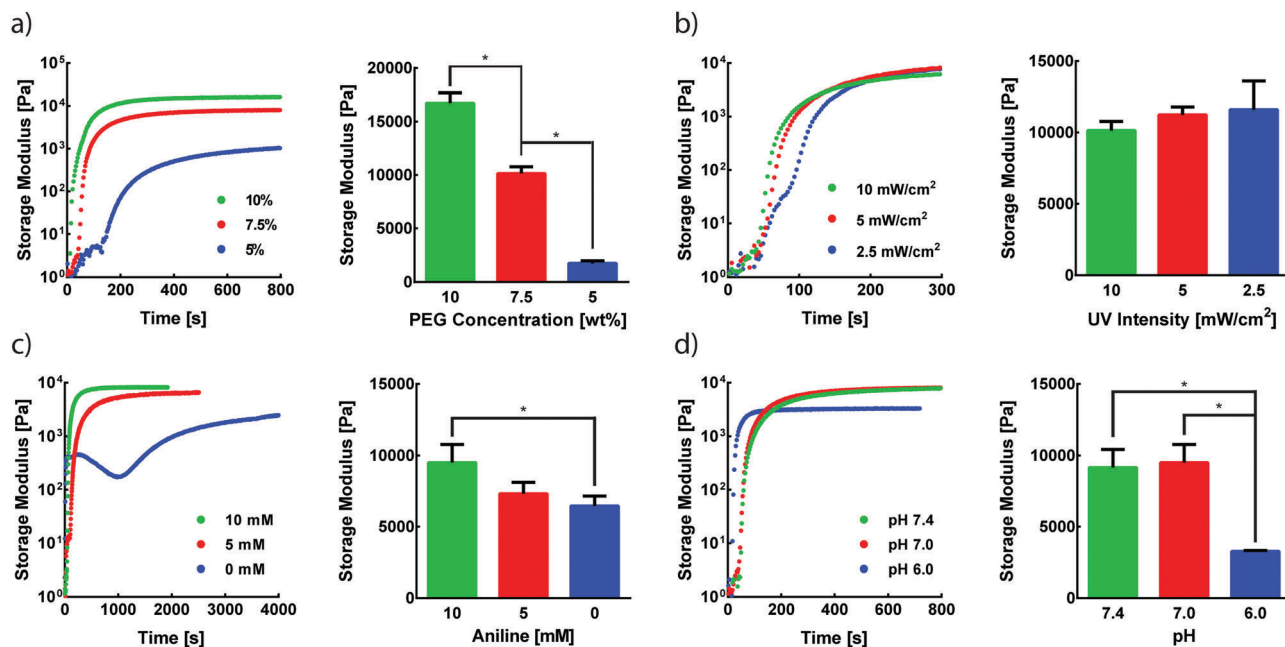 a)
Storage Modulus [Pa]
10⁵
10⁴
10³
10²
10¹
10⁰
0 200 400 600 800
Time [s]
10%
7.5%
5%
Storage Modulus [Pa]
20000
15000
10000
5000
0
* *
10 7.5 5
PEG Concentration [wt%]
b)
Storage Modulus [Pa]
10⁴
10³
10²
10¹
10⁰
0 100 200 300
Time [s]
10 mW/cm²
5 mW/cm²
2.5 mW/cm²
Storage Modulus [Pa]
15000
10000
5000
0
10 5 2.5
UV Intensity [mW/cm²]
c)
Storage Modulus [Pa]
10⁴
10³
10²
10¹
10⁰
0 1000 2000 3000 4000
Time [s]
10 mM
5 mM
0 mM
Storage Modulus [Pa]
15000
10000
5000
0
*
10 5 0
Aniline [mM]
d)
Storage Modulus [Pa]
10⁴
10³
10²
10¹
10⁰
0 200 400 600 800
Time [s]
pH 7.4
pH 7.0
pH 6.0
Storage Modulus [Pa]
15000
10000
5000
0
*
*
7.4 7.0 6.0
pH